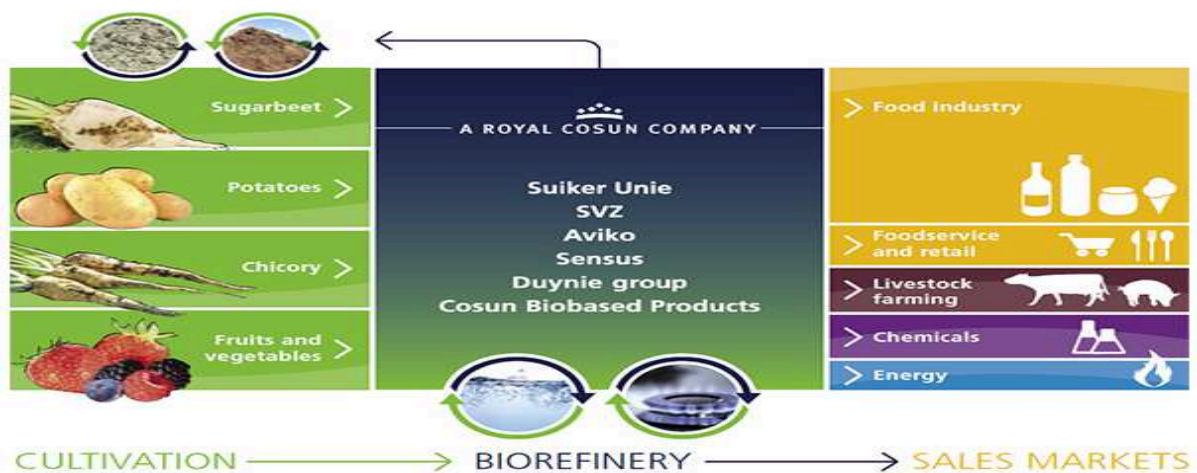 Sugarbeet
Potatoes
Chicory
Fruits and
vegetables
A ROYAL COSUN COMPANY
Suiker Unie
SVZ
Aviko
Sensus
Duynie group
Cosun Biobased Products
Food Industry
Foodservice
and retail
Livestock
farming
Chemicals
Energy
CULTIVATION
BIOREFINERY
SALES MARKETS